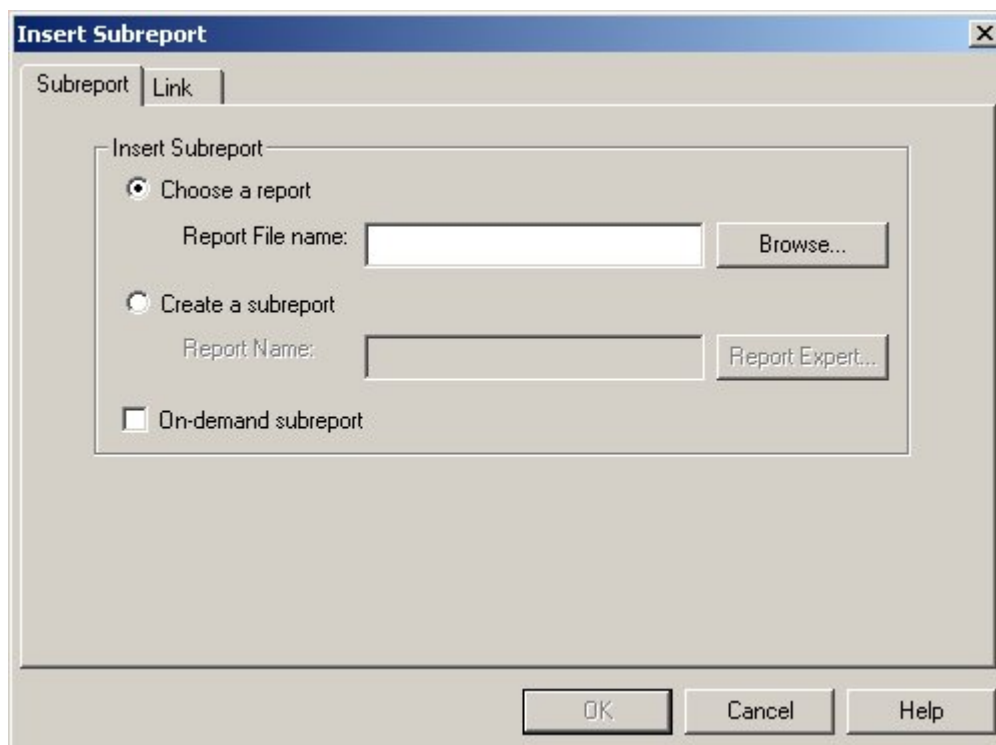 Insert Subreport
Subreport Link
Insert Subreport
Choose a report
Report File name: Browse...
Create a subreport
Report Name: Report Expert...
On-demand subreport
OK Cancel Help